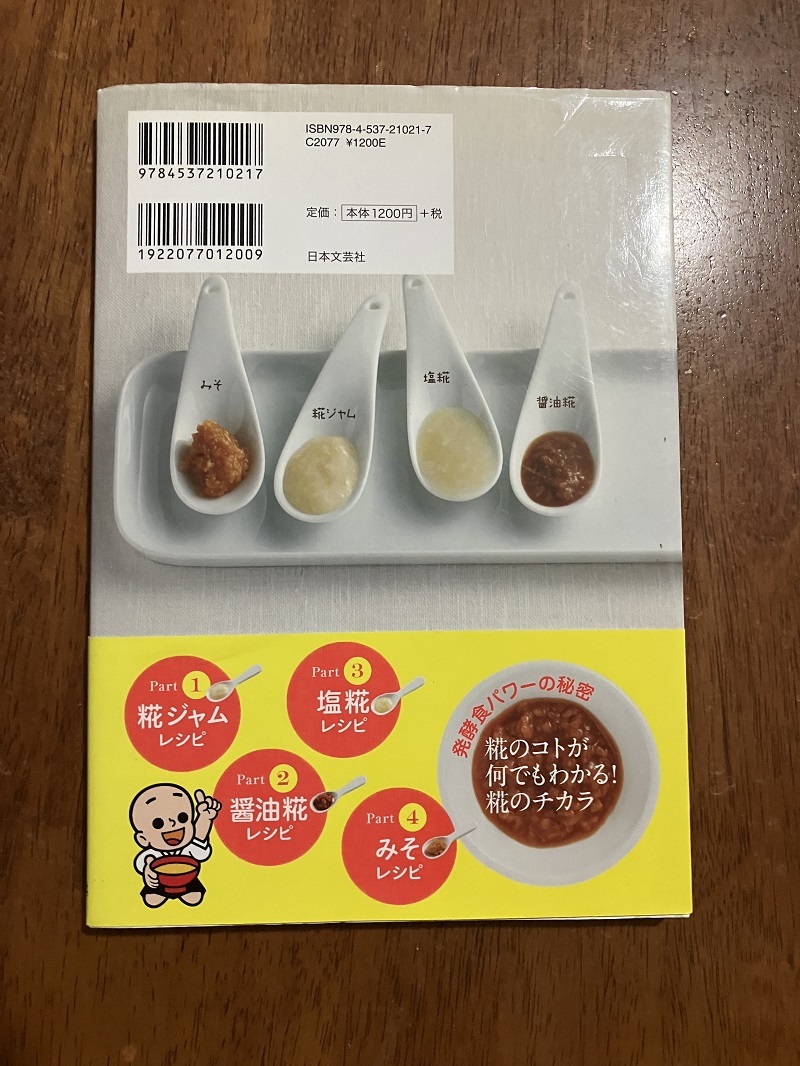 ISBN978-4-537-21021-7
C2077 ¥1200E
9784537210217
定価：本体1200円＋税
1922077012009
日本文芸社
みそ
糀ジャム
塩糀
醤油糀
Part 1
糀ジャム
レシピ
Part 3
塩糀
レシピ
Part 2
醤油糀
レシピ
Part 4
みそ
レシピ
発酵食パワーの秘密
糀のコトが
何でもわかる!
糀のチカラ